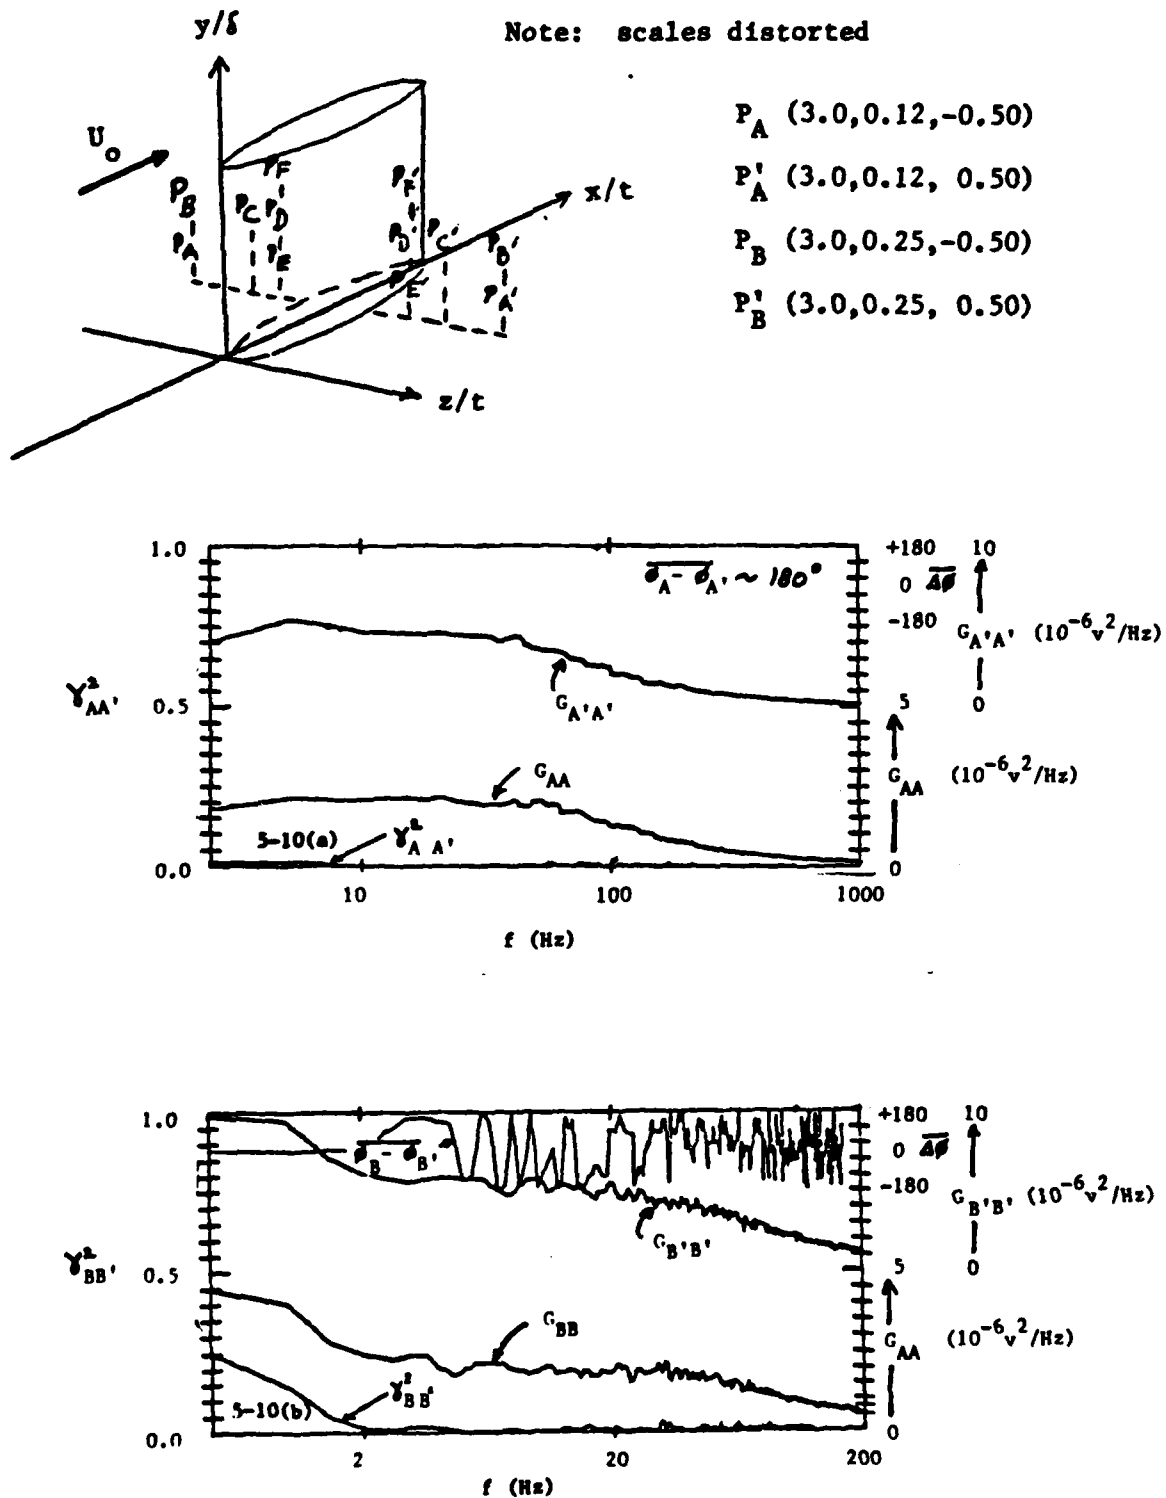 y/δ
Note: scales distorted
U₀
x/t
z/t
P_F
P_B
P_C P_D
P_A
P_E
P_F'
P_D' P_C'
P_B'
E'
P_A'
P_A (3.0,0.12,-0.50)
P'_A (3.0,0.12, 0.50)
P_B (3.0,0.25,-0.50)
P'_B (3.0,0.25, 0.50)
1.0
γ²_AA'
0.5
0.0
φ_A - φ_A' ~ 180°
G_A'A'
G_AA
5-10(a)
γ²_A A'
10
100
1000
f (Hz)
+180 10
0 Δφ
-180
G_A'A' (10⁻⁶v²/Hz)
5 0
G_AA (10⁻⁶v²/Hz)
0
1.0
γ²_BB'
0.5
0.0
φ_B - φ_B'
G_B'B'
G_BB
γ²_BB'
5-10(b)
2
20
200
f (Hz)
+180 10
0 Δφ
-180
G_B'B' (10⁻⁶v²/Hz)
5 0
G_AA (10⁻⁶v²/Hz)
0